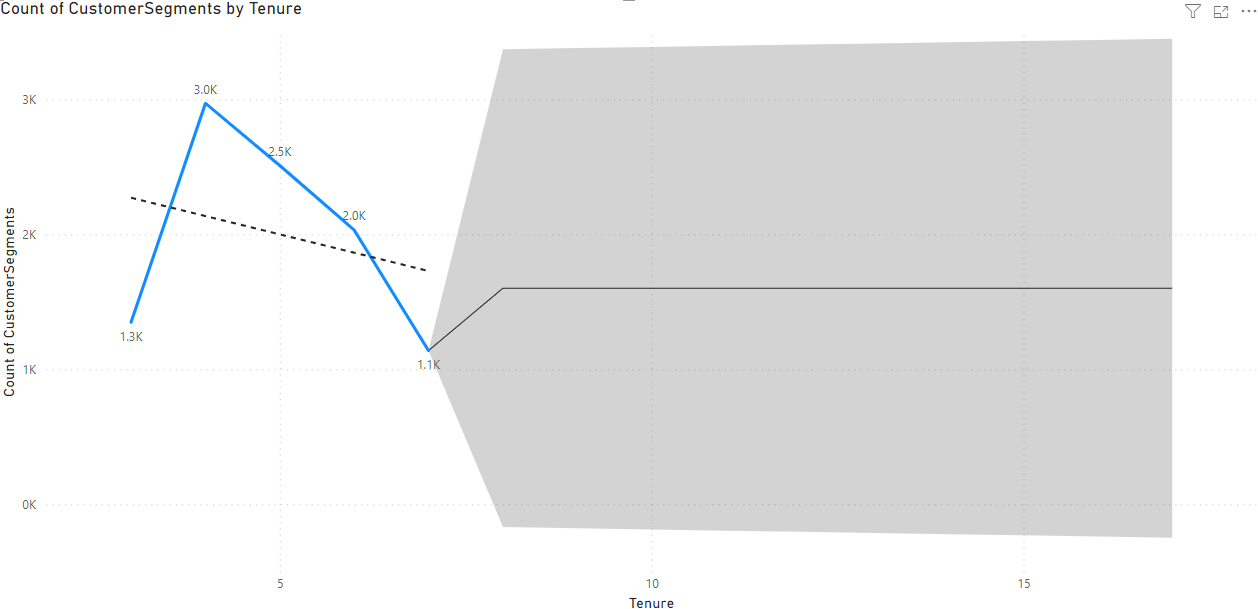 Count of CustomerSegments by Tenure
3K
2K
1K
0K
Count of CustomerSegments
1.3K
3.0K
2.5K
2.0K
1.1K
5
10
15
Tenure